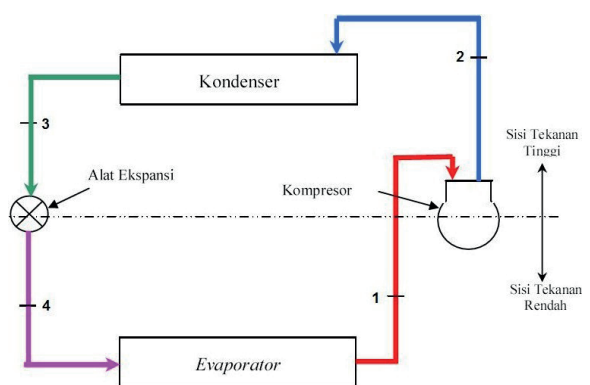 2
Kondenser
3
Sisi Tekanan
Tinggi
Alat Ekspansi
Kompresor
4
1
Sisi Tekanan
Rendah
Evaporator